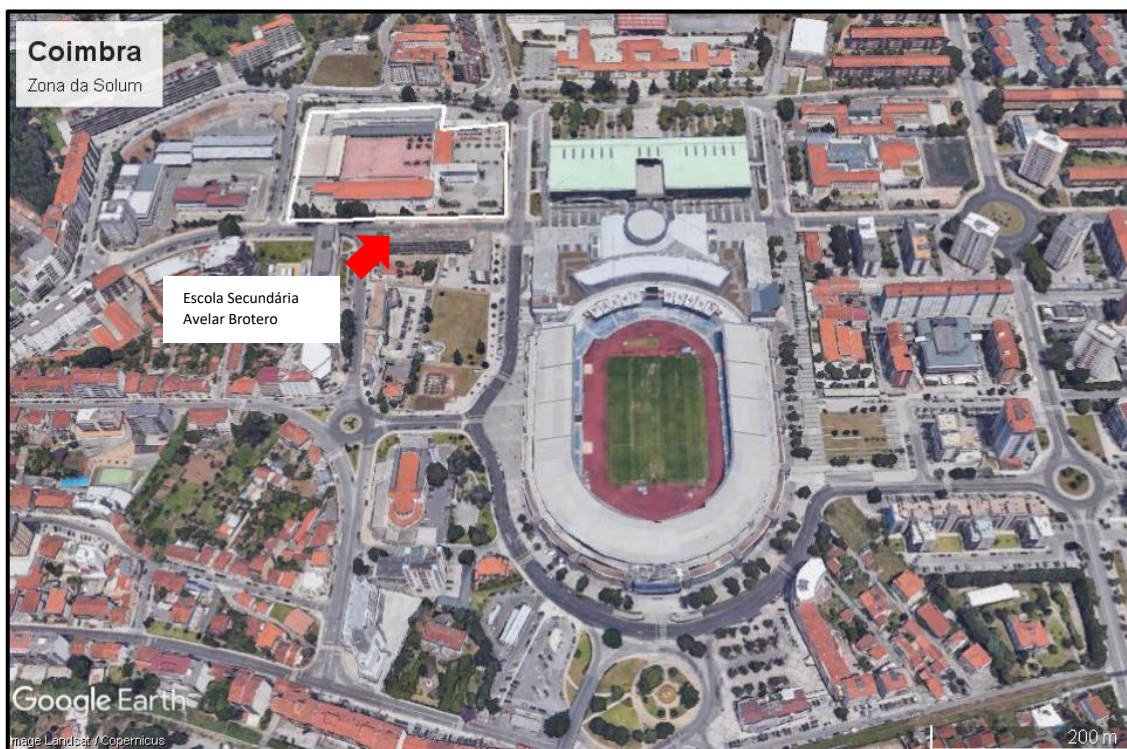 Coimbra
Zona da Solum
Escola Secundária
Avelar Brotero
Google Earth
mage Landsat / Copernicus
200 m